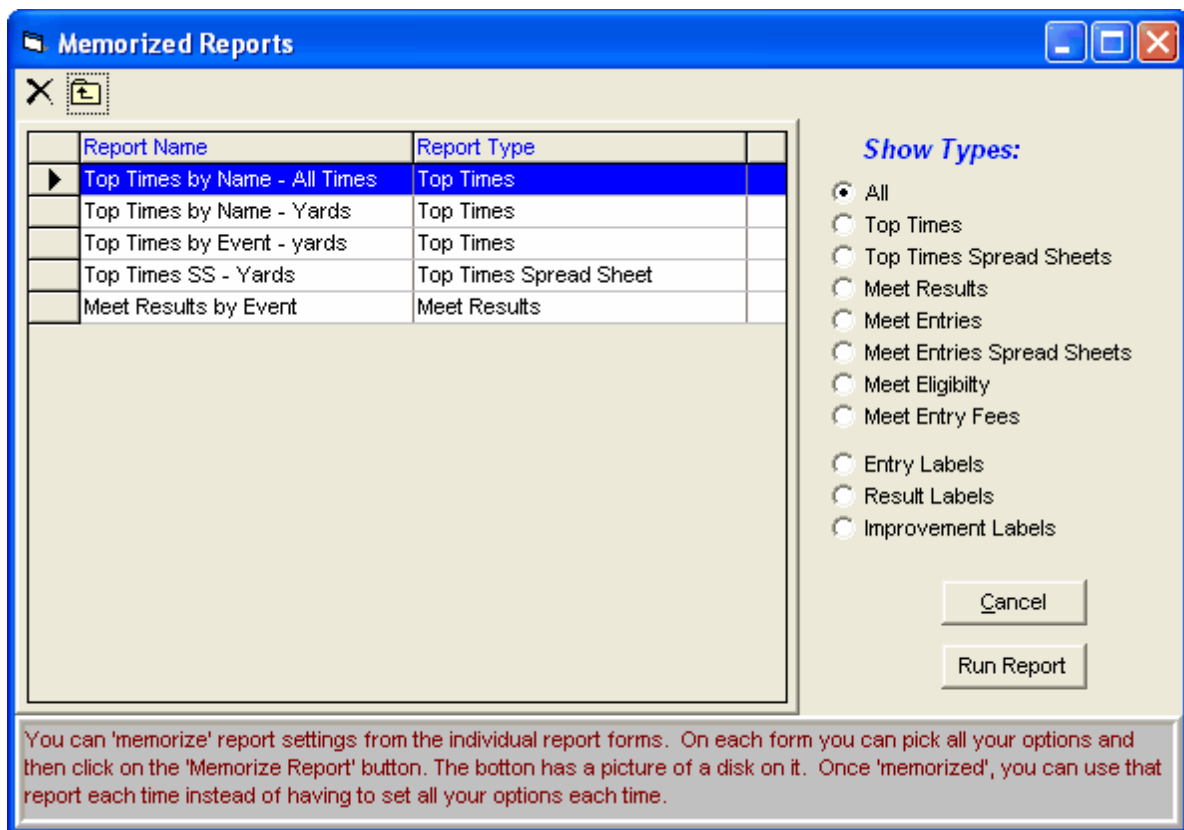 Memorized Reports
Report Name Report Type
Top Times by Name - All Times Top Times
Top Times by Name - Yards Top Times
Top Times by Event - yards Top Times
Top Times SS - Yards Top Times Spread Sheet
Meet Results by Event Meet Results
Show Types:
All
Top Times
Top Times Spread Sheets
Meet Results
Meet Entries
Meet Entries Spread Sheets
Meet Eligibilty
Meet Entry Fees
Entry Labels
Result Labels
Improvement Labels
Cancel
Run Report
You can 'memorize' report settings from the individual report forms.  On each form you can pick all your options and
then click on the 'Memorize Report' button. The botton has a picture of a disk on it.  Once 'memorized', you can use that
report each time instead of having to set all your options each time.